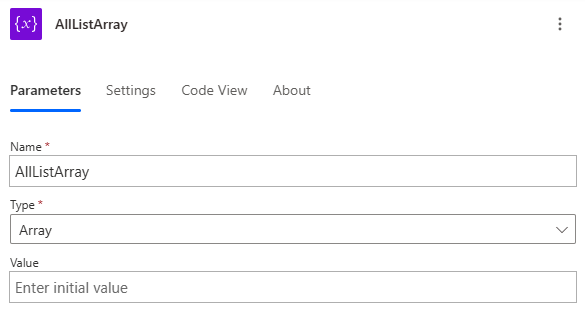 {x} AllListArray
Parameters Settings Code View About
Name *
AllListArray
Type *
Array
Value
Enter initial value